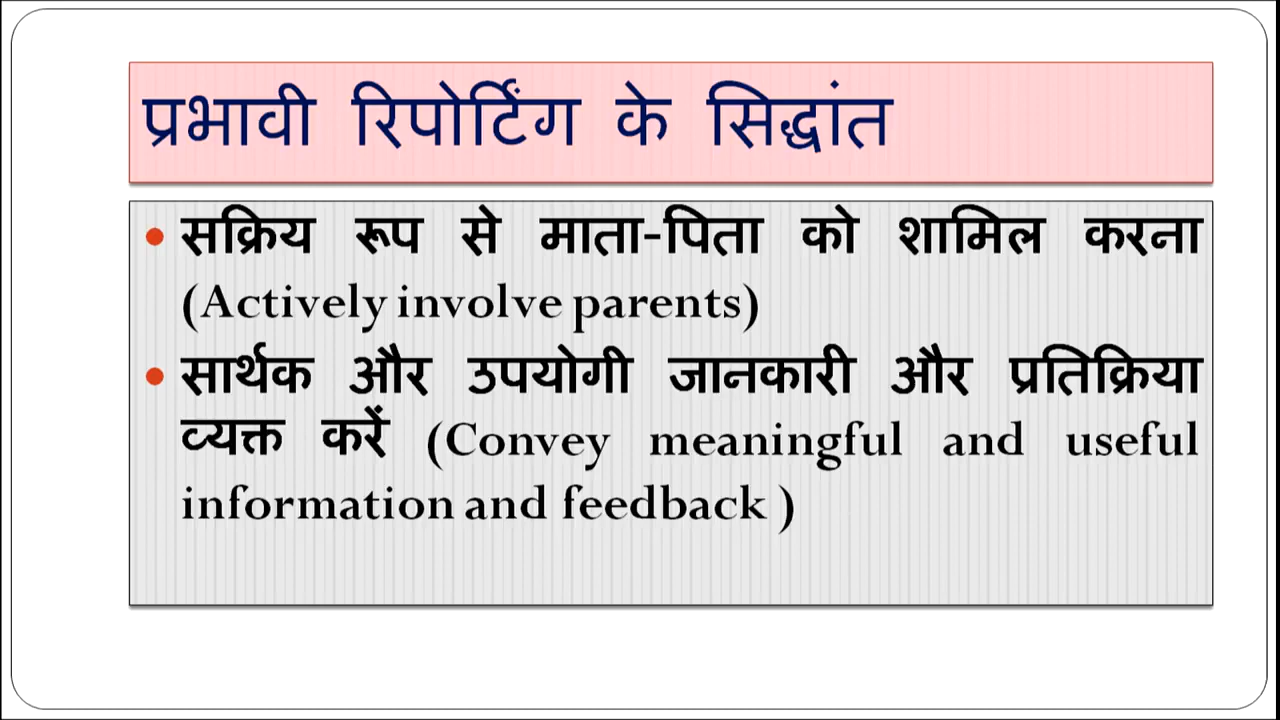 प्रभावी रिपोर्टिंग के सिद्धांत
सक्रिय रूप से माता-पिता को शामिल करना
(Actively involve parents)
सार्थक और उपयोगी जानकारी और प्रतिक्रिया
व्यक्त करें (Convey meaningful and useful
information and feedback )